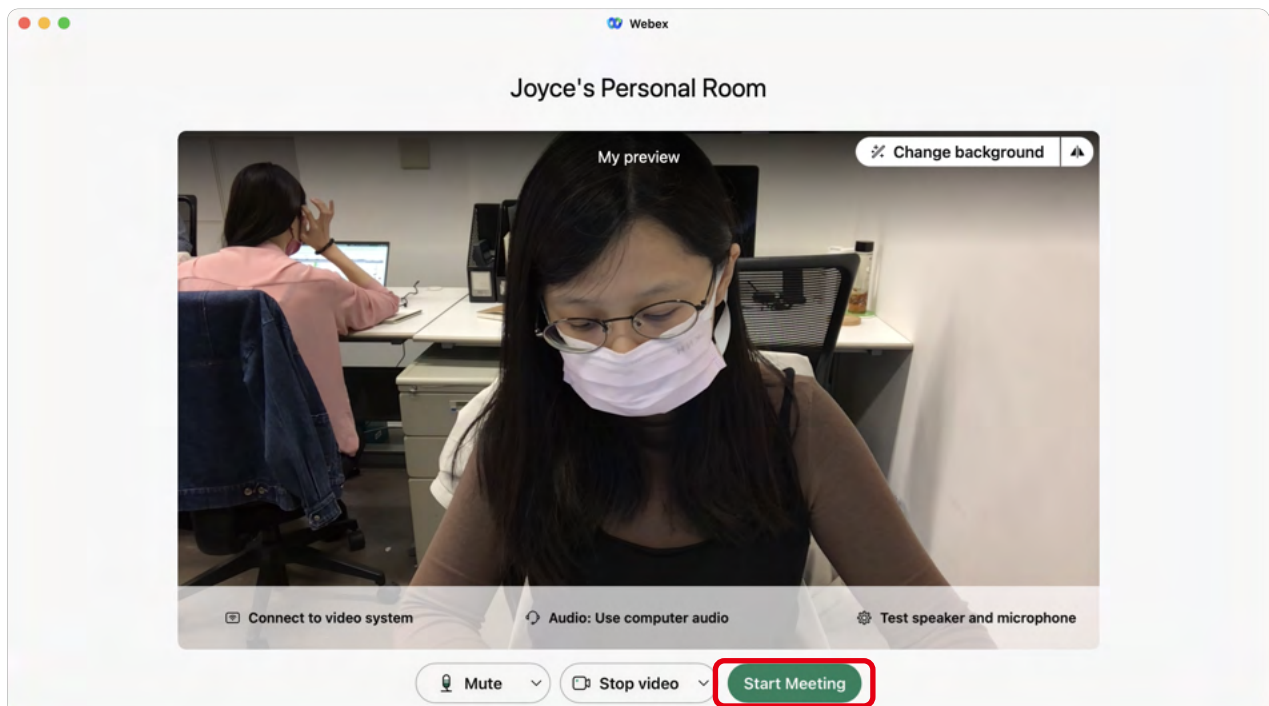 Webex
Joyce's Personal Room
My preview
Change background
Connect to video system
Audio: Use computer audio
Test speaker and microphone
Mute
Stop video
Start Meeting